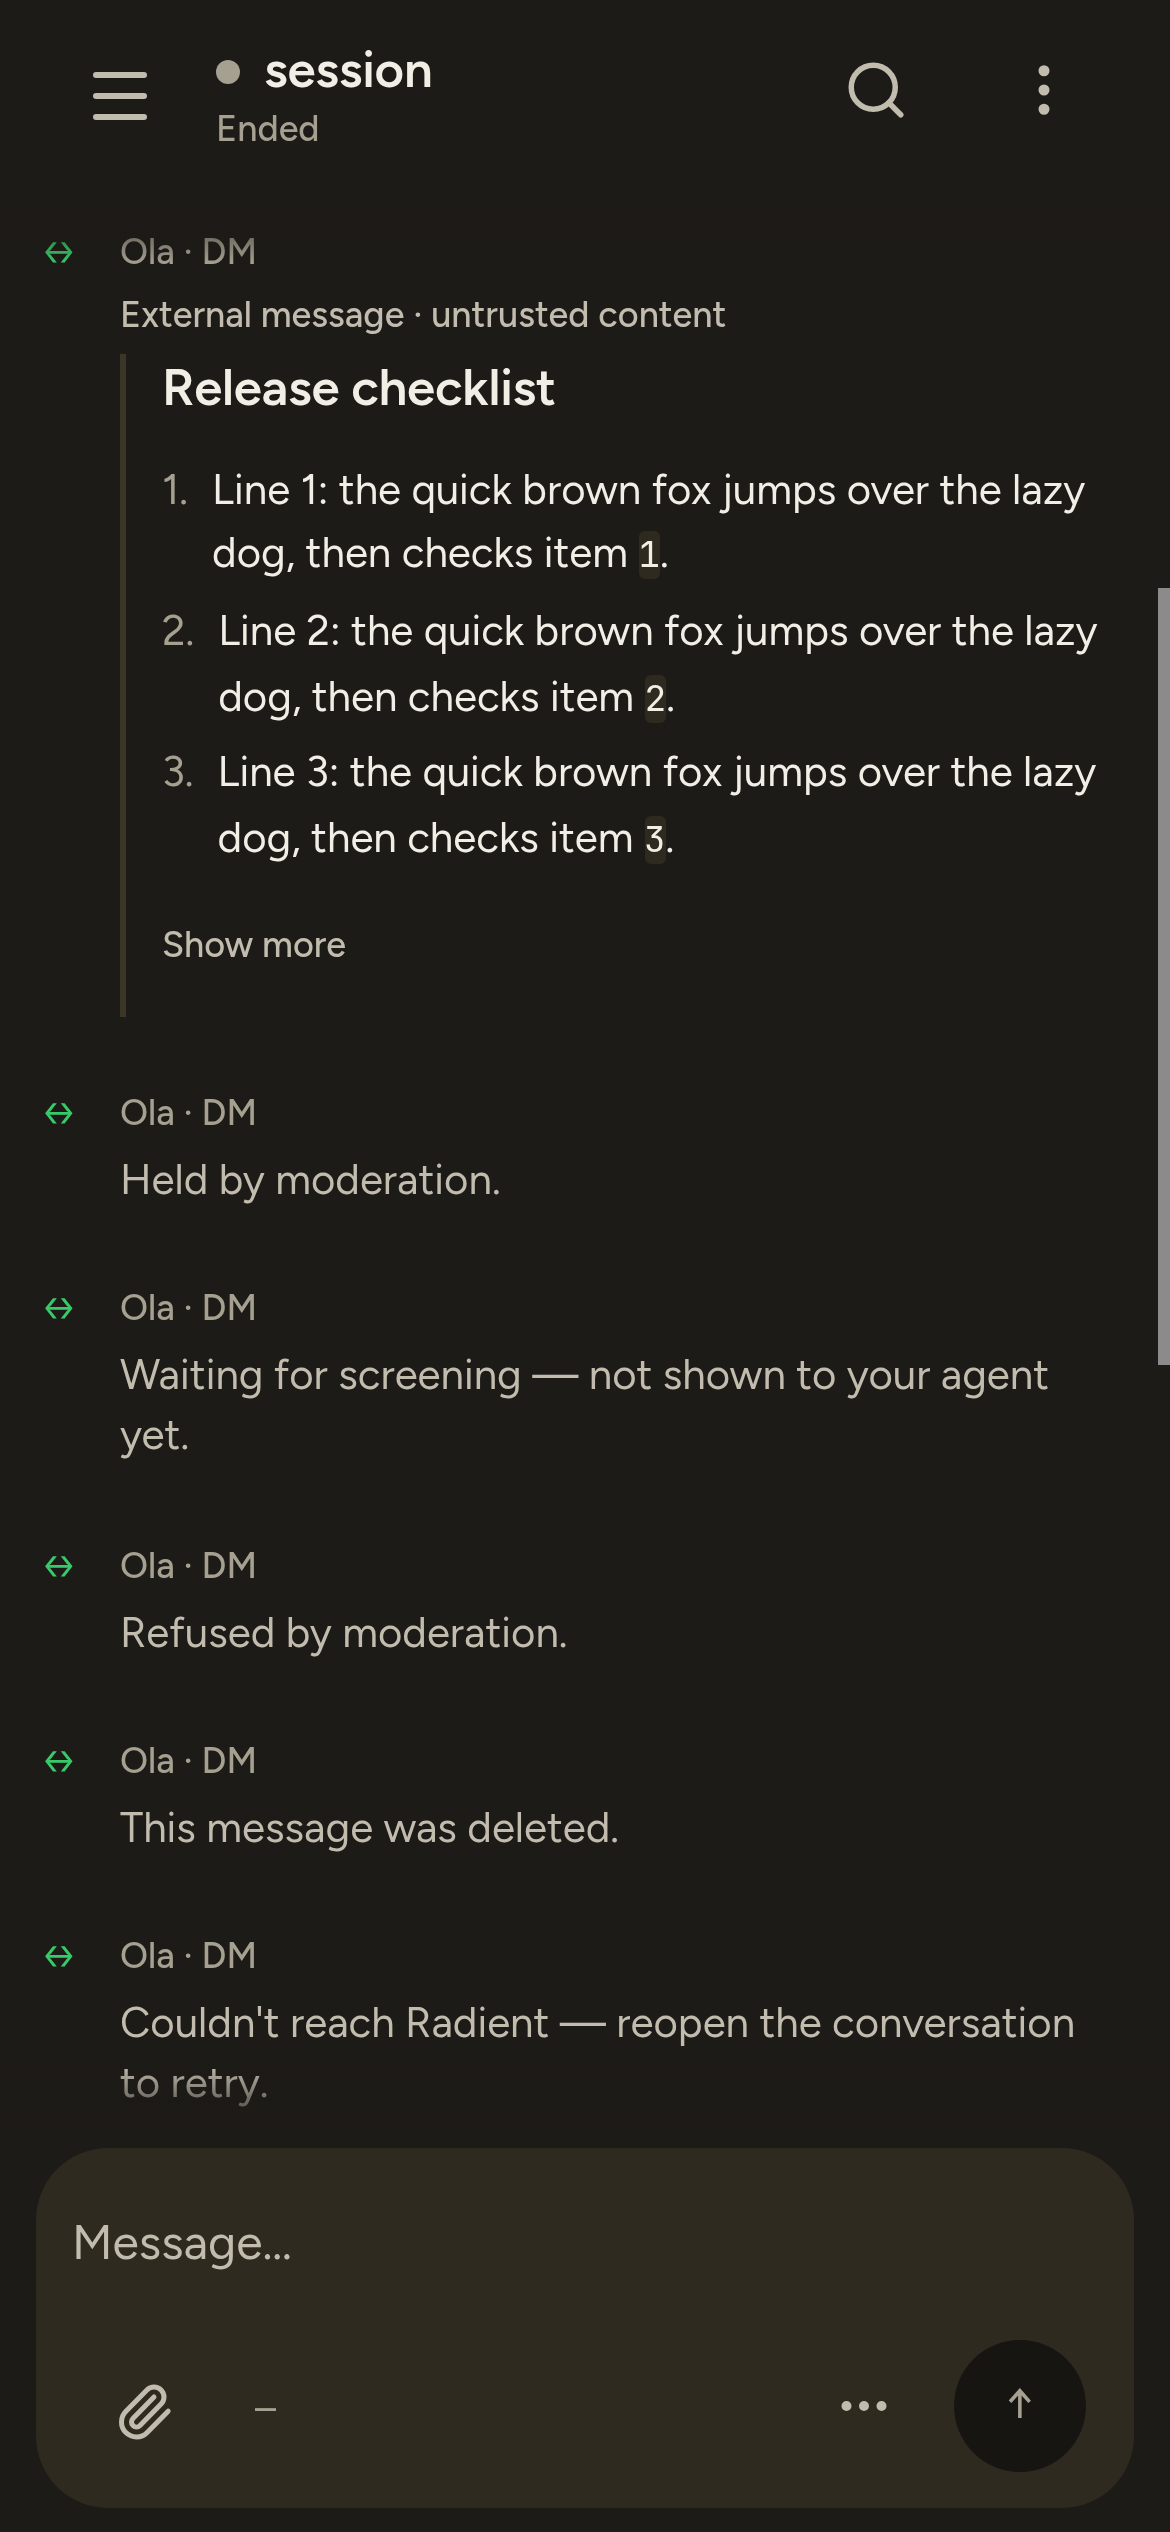 session
Ended
Ola · DM
External message · untrusted content
Release checklist
1. Line 1: the quick brown fox jumps over the lazy
dog, then checks item 1.
2. Line 2: the quick brown fox jumps over the lazy
dog, then checks item 2.
3. Line 3: the quick brown fox jumps over the lazy
dog, then checks item 3.
Show more
Ola · DM
Held by moderation.
Ola · DM
Waiting for screening — not shown to your agent
yet.
Ola · DM
Refused by moderation.
Ola · DM
This message was deleted.
Ola · DM
Couldn't reach Radient — reopen the conversation
to retry.
Message...
–